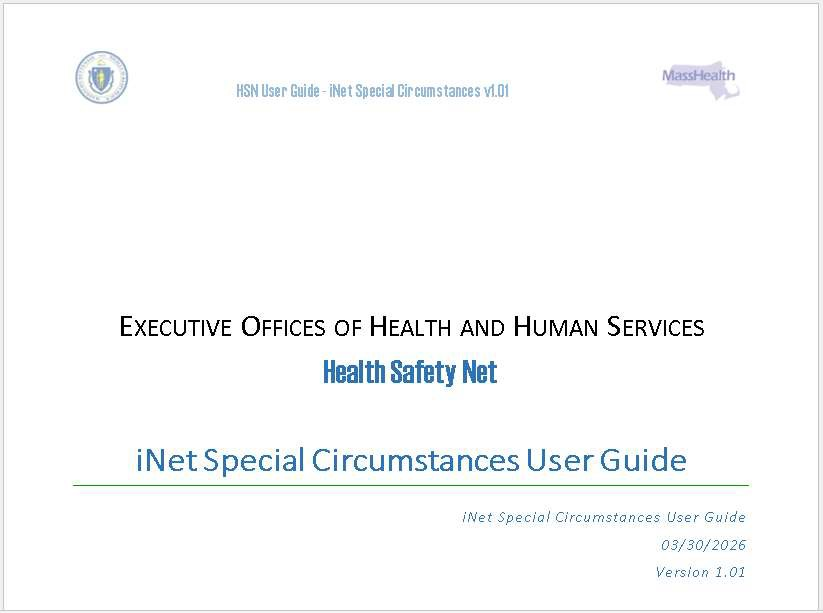 HSN User Guide - iNet Special Circumstances v1.01
MassHealth
EXECUTIVE OFFICES OF HEALTH AND HUMAN SERVICES
Health Safety Net
iNet Special Circumstances User Guide
iNet Special Circumstances User Guide
03/30/2026
Version 1.01